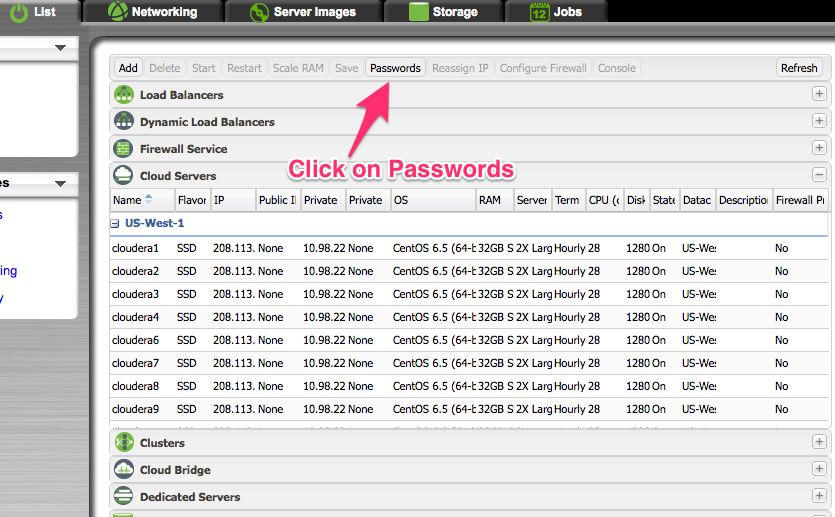 List Networking Server Images Storage 12 Jobs
Add Delete Start Restart Scale RAM Save Passwords Reassign IP Configure Firewall Console Refresh
Load Balancers
Dynamic Load Balancers
Firewall Service
Click on Passwords
Cloud Servers
es
Name Flavor IP Public I Private Private OS RAM Server Term CPU (c Disk State Datac Description Firewall Pr
s
US-West-1
cloudera1 SSD 208.113. None 10.98.22 None CentOS 6.5 (64-b 32GB S 2X Larg Hourly 28 1280 On US-Wes No
cloudera2 SSD 208.113. None 10.98.22 None CentOS 6.5 (64-b 32GB S 2X Larg Hourly 28 1280 On US-Wes No
ing
cloudera3 SSD 208.113. None 10.98.22 None CentOS 6.5 (64-b 32GB S 2X Larg Hourly 28 1280 On US-Wes No
y
cloudera4 SSD 208.113. None 10.98.22 None CentOS 6.5 (64-b 32GB S 2X Larg Hourly 28 1280 On US-Wes No
cloudera6 SSD 208.113. None 10.98.22 None CentOS 6.5 (64-b 32GB S 2X Larg Hourly 28 1280 On US-Wes No
cloudera7 SSD 208.113. None 10.98.22 None CentOS 6.5 (64-b 32GB S 2X Larg Hourly 28 1280 On US-Wes No
cloudera8 SSD 208.113. None 10.98.22 None CentOS 6.5 (64-b 32GB S 2X Larg Hourly 28 1280 On US-Wes No
cloudera9 SSD 208.113. None 10.98.22 None CentOS 6.5 (64-b 32GB S 2X Larg Hourly 28 1280 On US-Wes No
Clusters
Cloud Bridge
Dedicated Servers